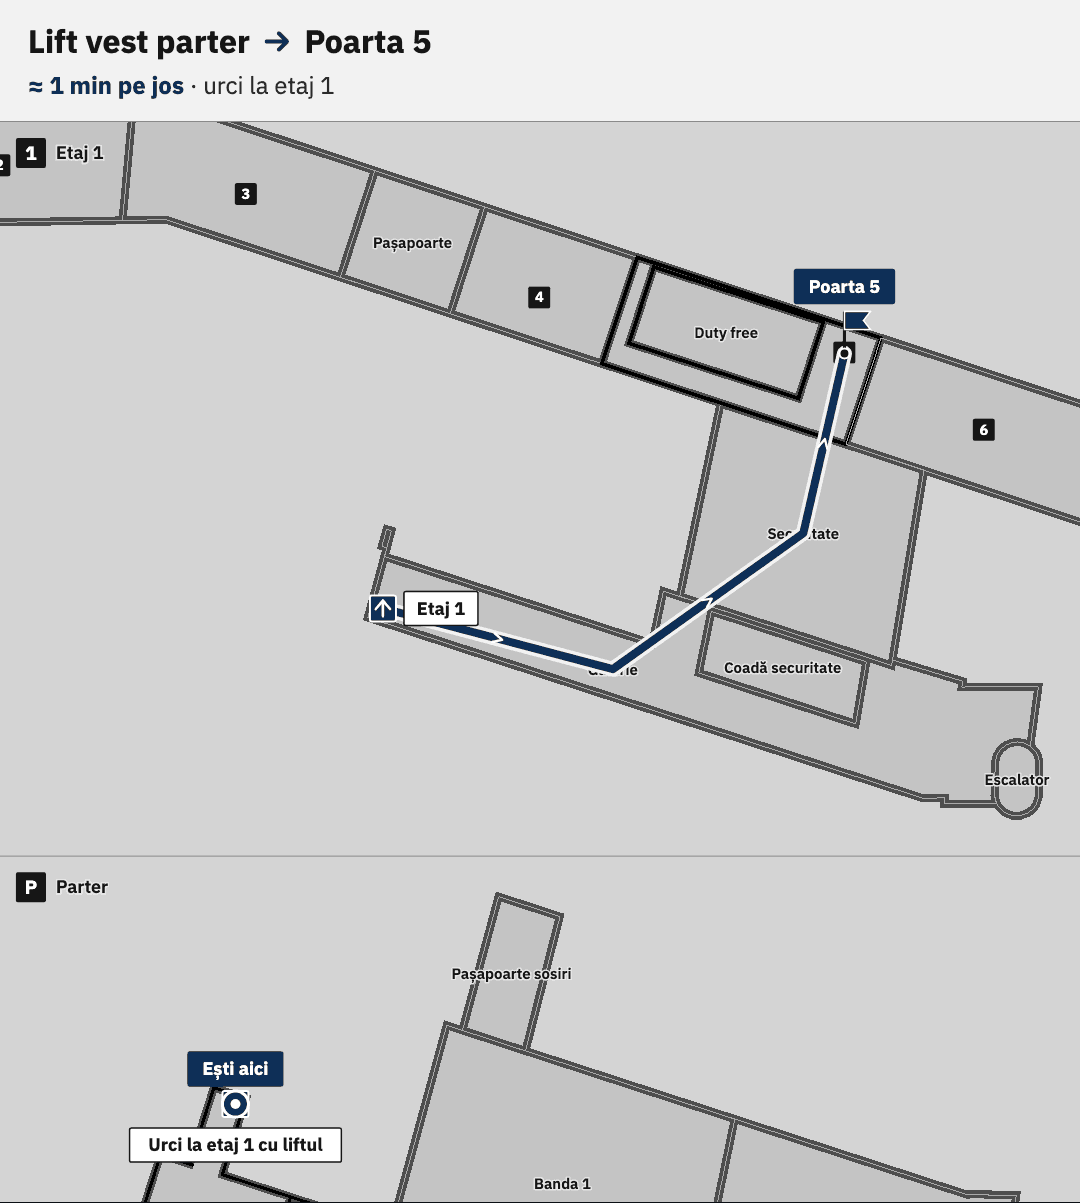 Lift vest parter → Poarta 5
≈ 1 min pe jos · urci la etaj 1
2
1 Etaj 1
3
Pașapoarte
4
Duty free
Poarta 5
6
Securitate
Etaj 1
Coadă securitate
Escalator
P Parter
Pașapoarte sosiri
Ești aici
Urci la etaj 1 cu liftul
Banda 1